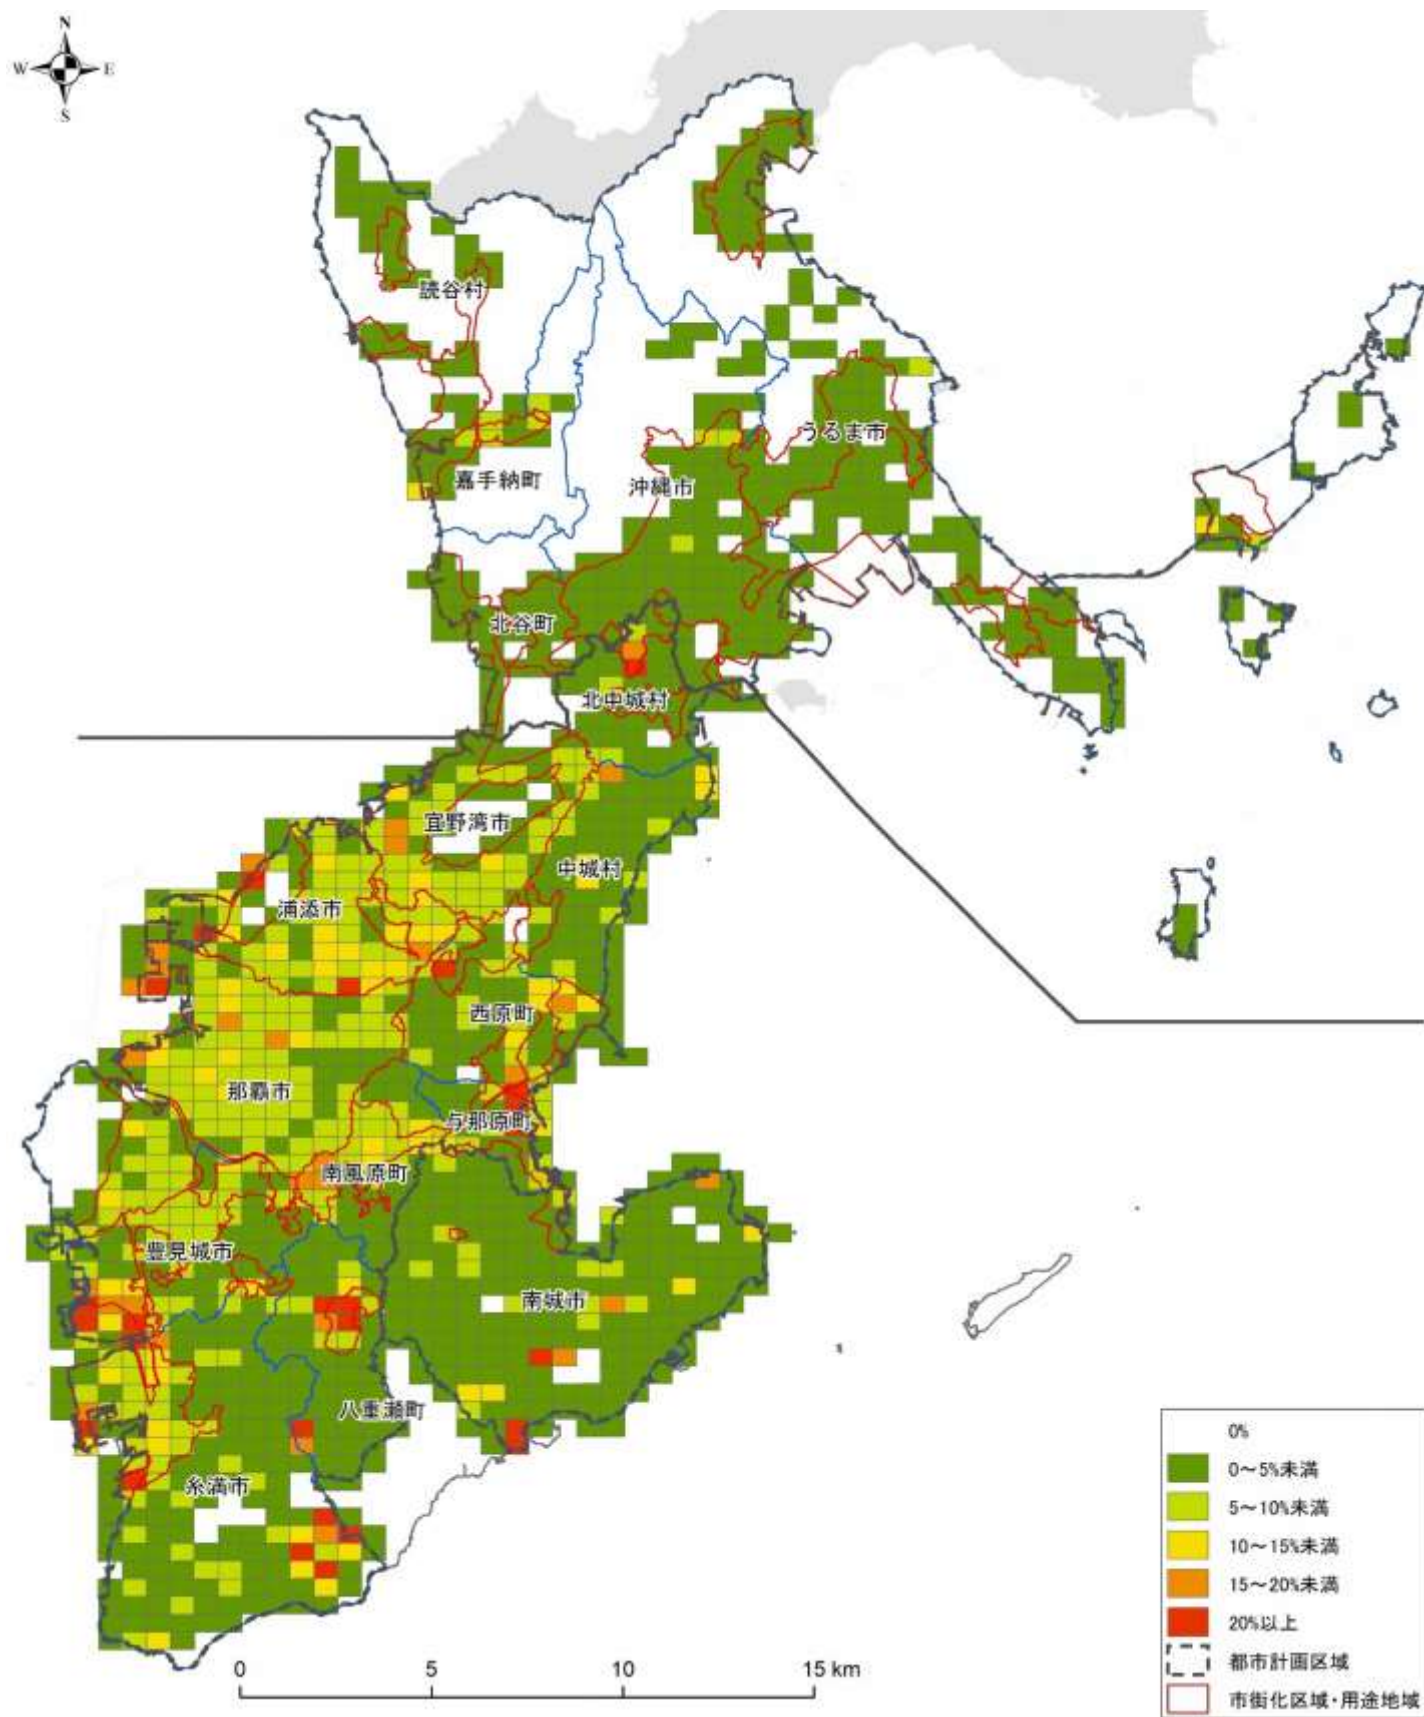 N
W E
S
読谷村
うるま市
嘉手納町
沖縄市
北谷町
北中城村
宜野湾市
中城村
浦添市
西原町
那覇市
与那原町
南風原町
豊見城市
南城市
八重瀬町
糸満市
0%
0～5%未満
5～10%未満
10～15%未満
15～20%未満
20%以上
都市計画区域
市街化区域・用途地域
0 5 10 15 km